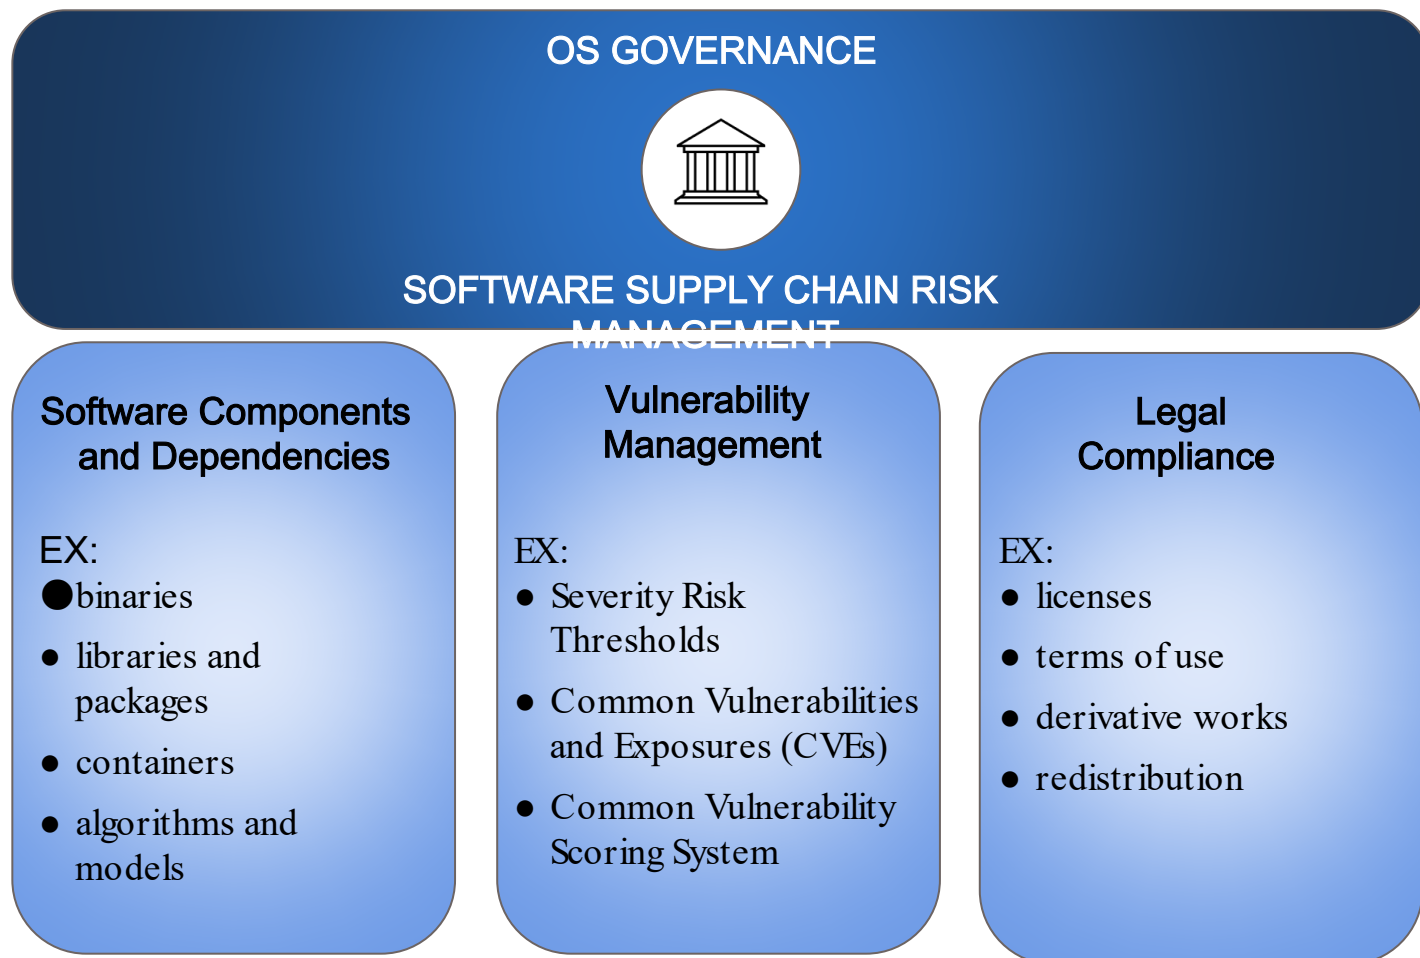 OS GOVERNANCE
SOFTWARE SUPPLY CHAIN RISK
MANAGEMENT
Software Components
and Dependencies
EX:
● binaries
● libraries and
packages
● containers
● algorithms and
models
Vulnerability
Management
EX:
● Severity Risk
Thresholds
● Common Vulnerabilities
and Exposures (CVEs)
● Common Vulnerability
Scoring System
Legal
Compliance
EX:
● licenses
● terms of use
● derivative works
● redistribution